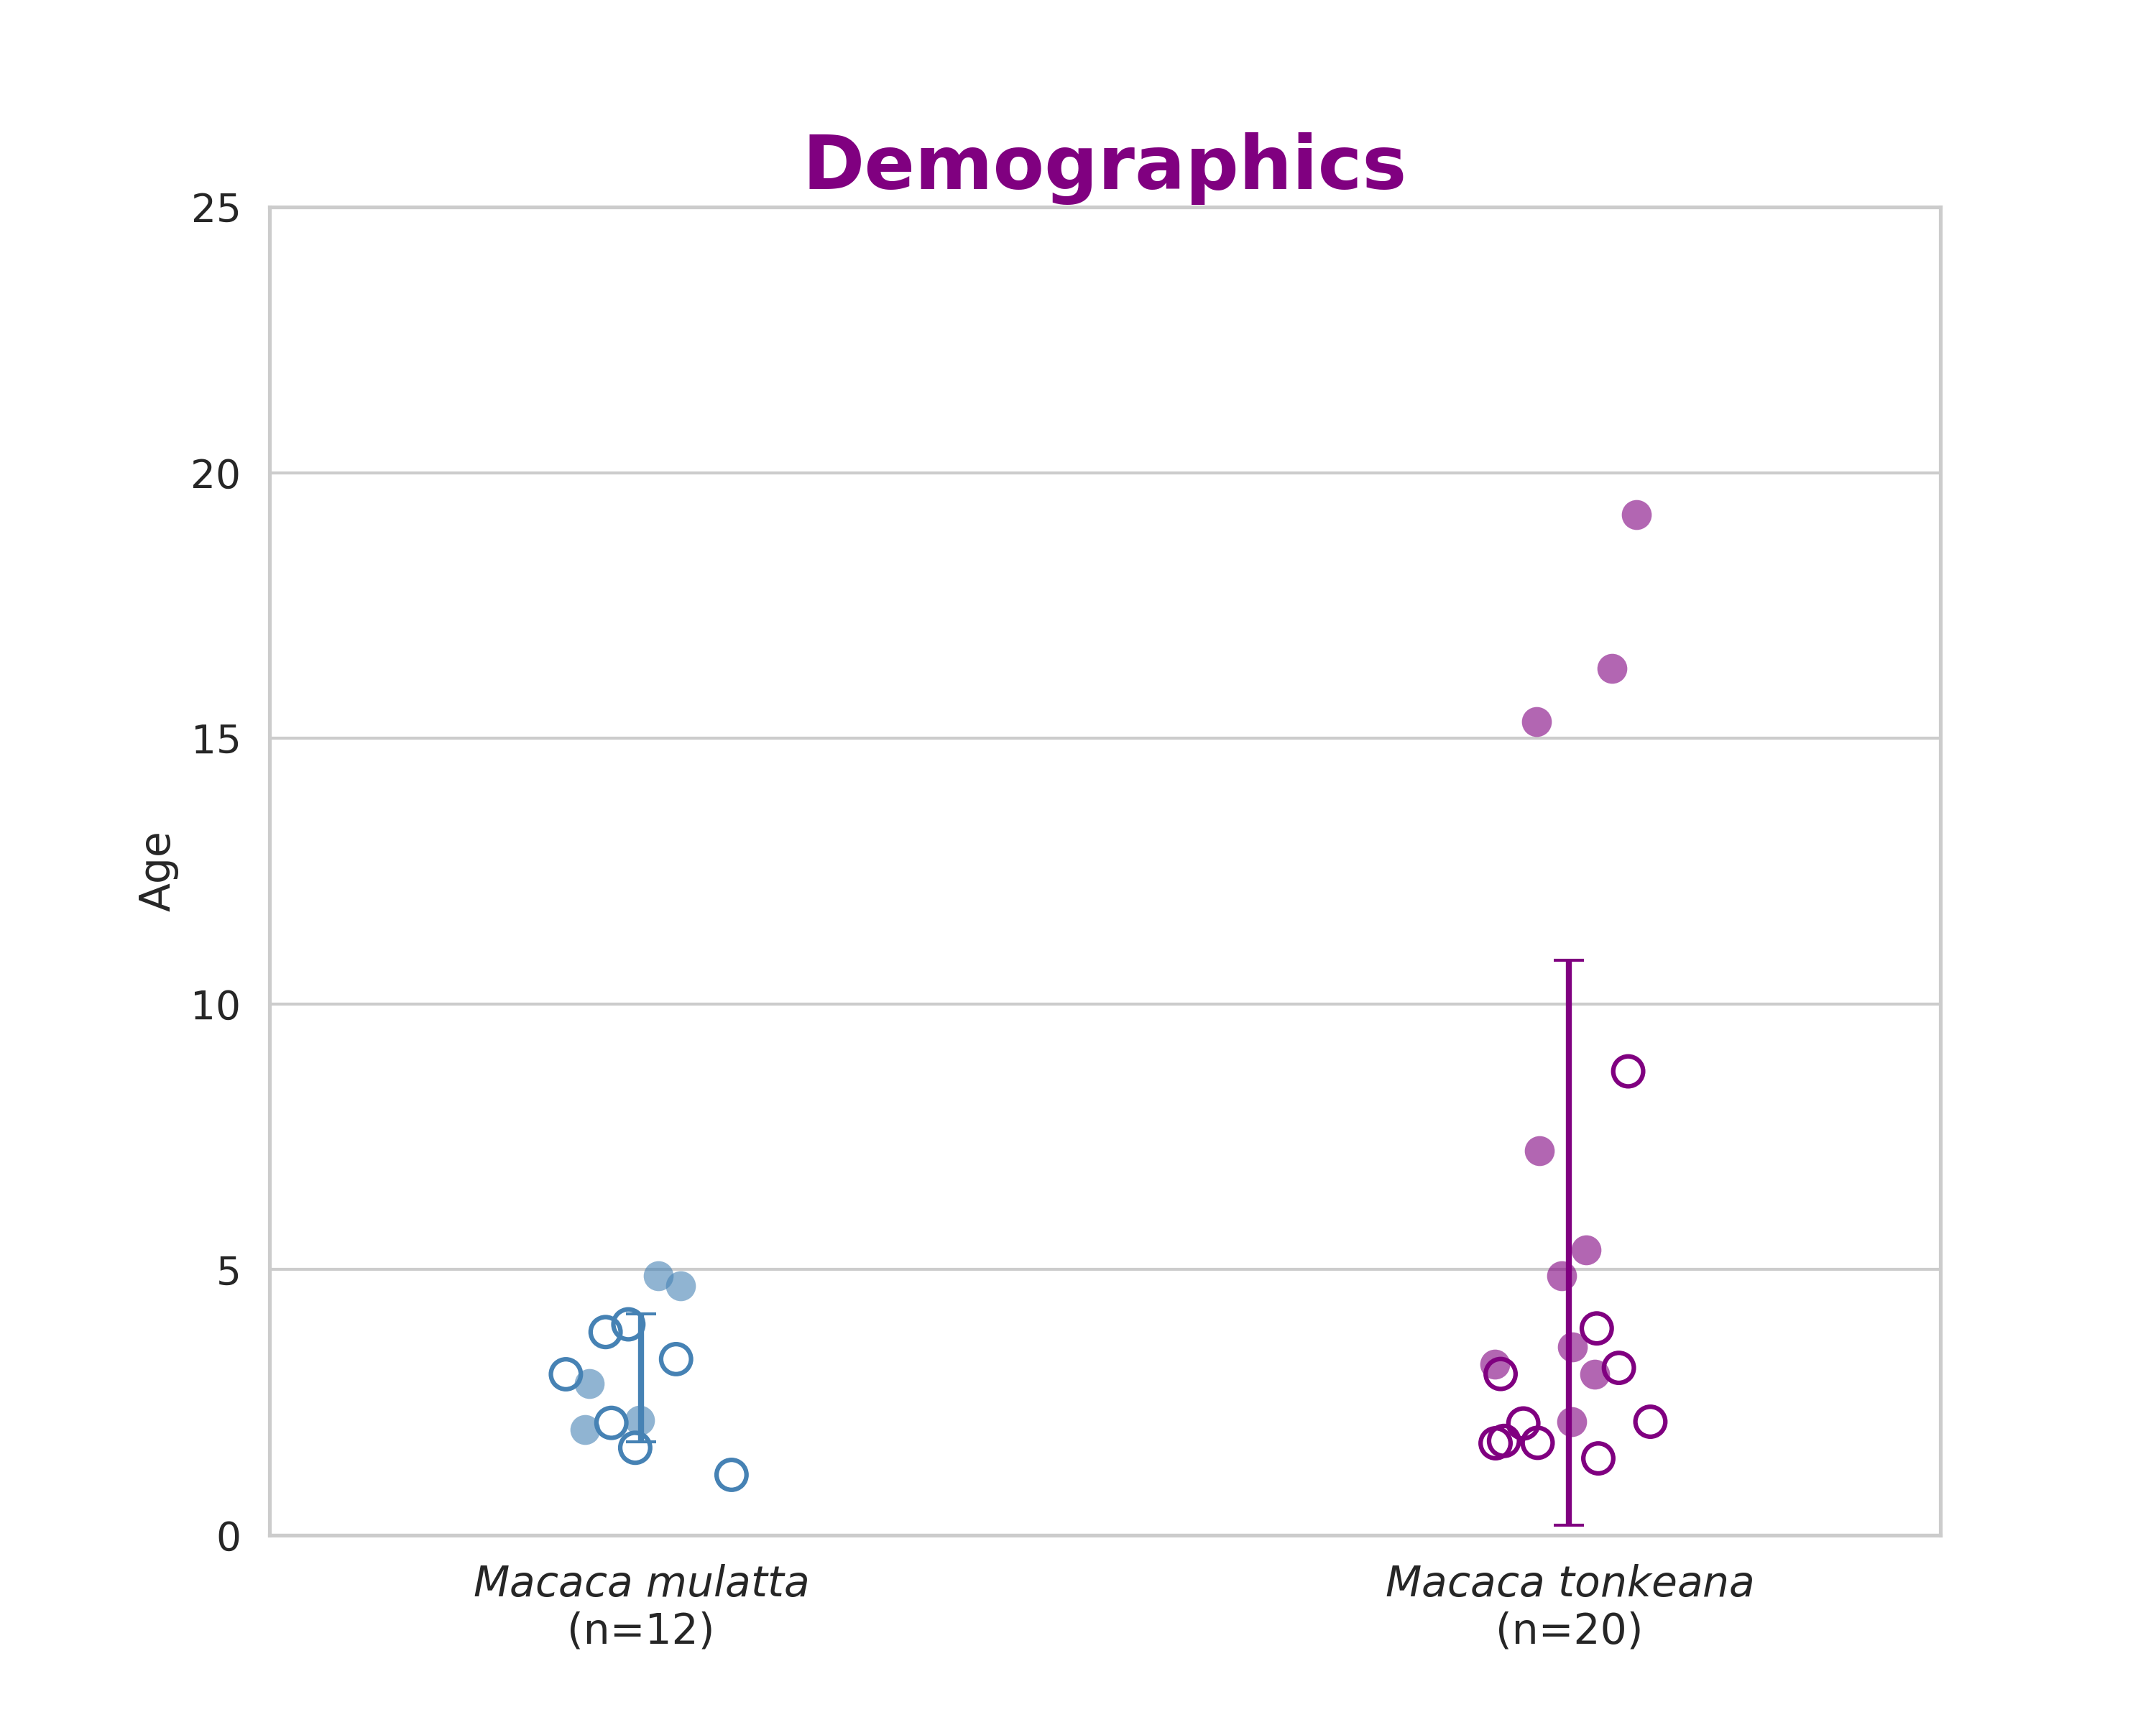 Demographics
25
20
15
10
5
0
Age
Macaca mulatta
(n=12)
Macaca tonkeana
(n=20)